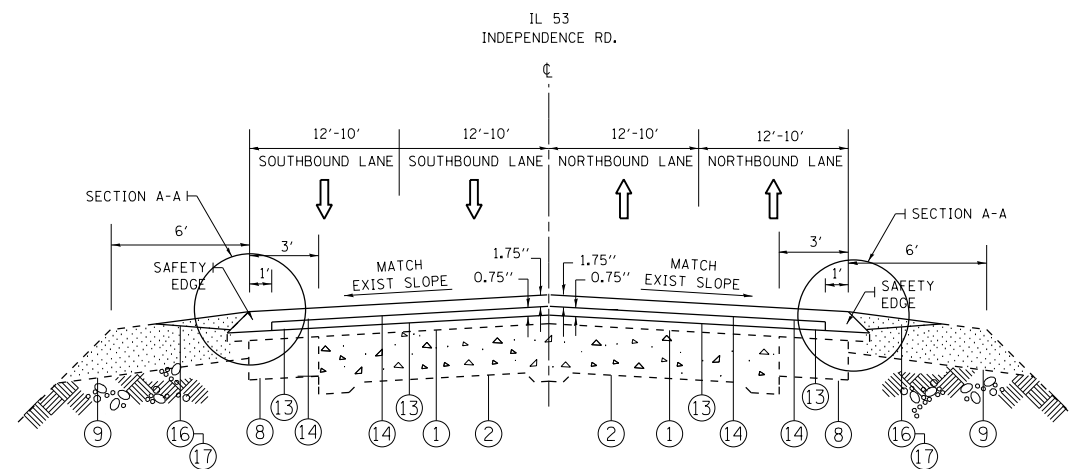 IL 53
INDEPENDENCE RD.
℄
12'-10' 12'-10' 12'-10' 12'-10'
SOUTHBOUND LANE SOUTHBOUND LANE NORTHBOUND LANE NORTHBOUND LANE
SECTION A-A SECTION A-A
6' 3' 3' 6'
1.75'' 1.75''
SAFETY EDGE 1' MATCH EXIST SLOPE 0.75'' 0.75'' MATCH EXIST SLOPE 1' SAFETY EDGE
13 13 13 13
9 16 8 14 14 1 2 2 1 14 14 8 16 9
17 17